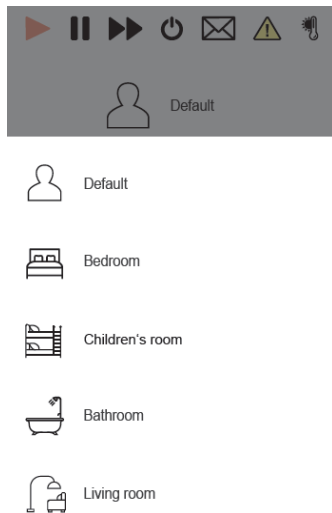 Default
Default
Bedroom
Children's room
Bathroom
Living room